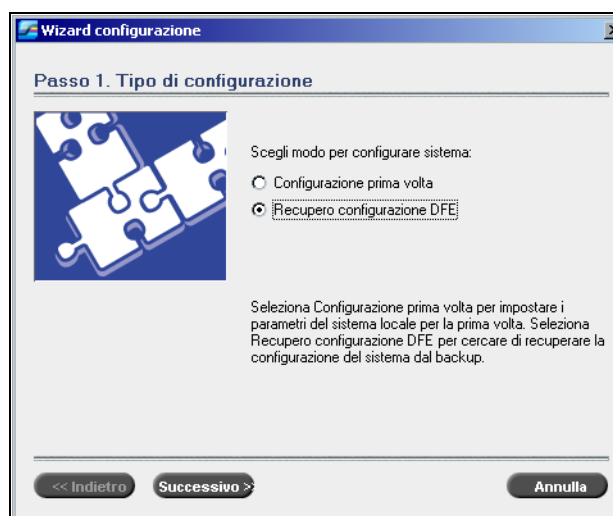 Wizard configurazione
Passo 1. Tipo di configurazione
Scegli modo per configurare sistema:
Configurazione prima volta
Recupero configurazione DFE
Seleziona Configurazione prima volta per impostare i
parametri del sistema locale per la prima volta. Seleziona
Recupero configurazione DFE per cercare di recuperare la
configurazione del sistema dal backup.
<< Indietro
Successivo >
Annulla